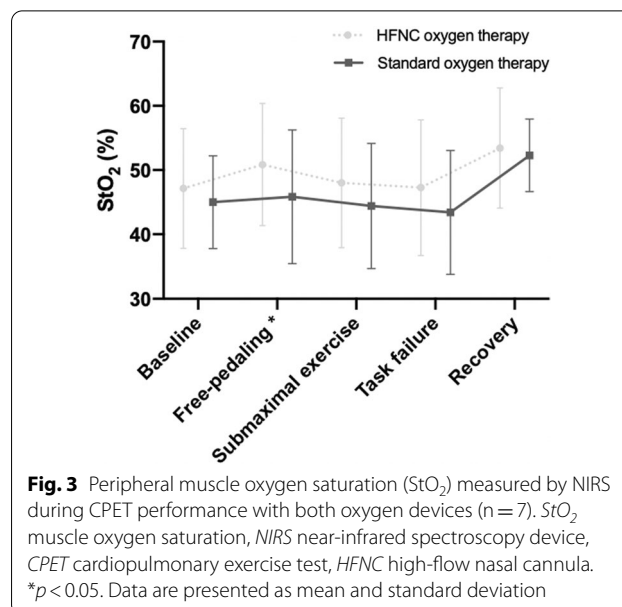 HFNC oxygen therapy
Standard oxygen therapy
70
60
50
40
30
StO₂ (%)
Baseline
Free-pedaling *
Submaximal exercise
Task failure
Recovery
Fig. 3 Peripheral muscle oxygen saturation (StO₂) measured by NIRS
during CPET performance with both oxygen devices (n = 7). StO₂
muscle oxygen saturation, NIRS near-infrared spectroscopy device,
CPET cardiopulmonary exercise test, HFNC high-flow nasal cannula.
*p < 0.05. Data are presented as mean and standard deviation